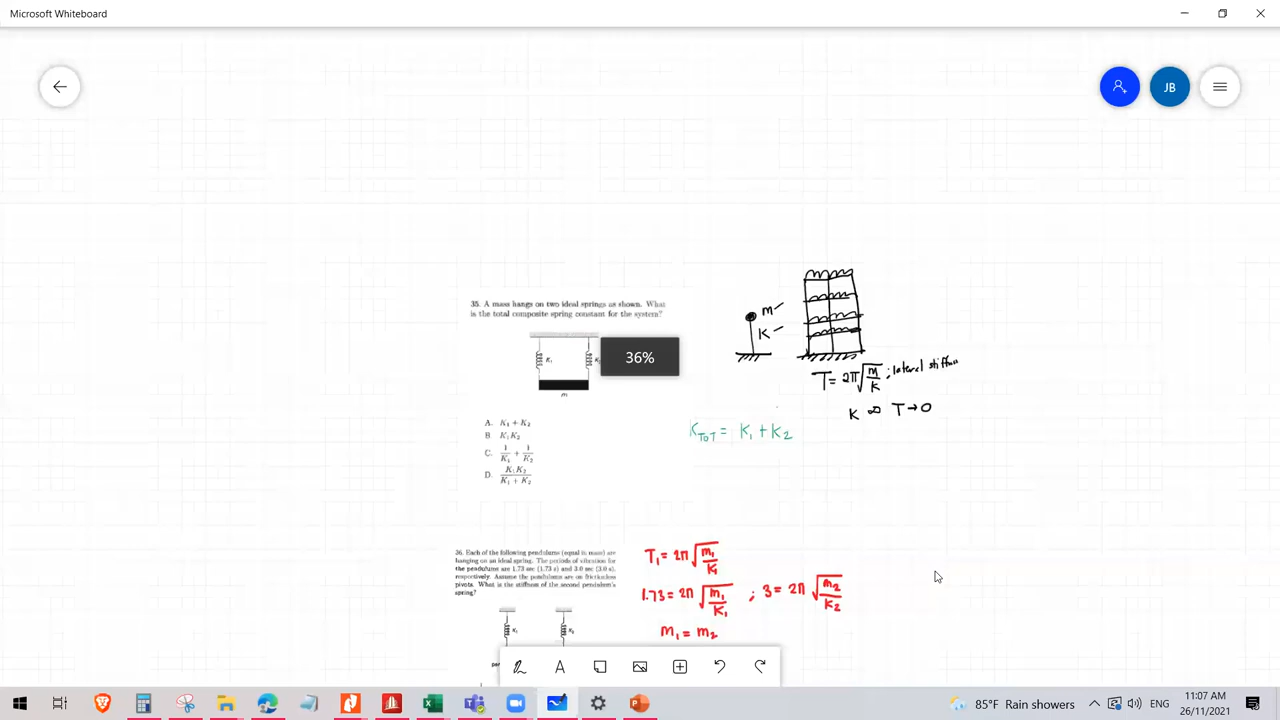 Microsoft Whiteboard
JB
35. A mass hangs on two ideal springs as shown. What
is the total composite spring constant for the system?
K₁
K
36%
m
A. K₁ + K₂
B. K₁K₂
C. 1/K₁ + 1/K₂
D. K₁K₂/(K₁ + K₂)
m
K
T = 2π√(m/K) ; lateral stiffness
K ∞ T → 0
K_TOT = K₁ + K₂
36. Each of the following pendulums (equal in mass) are
hanging on an ideal spring. The periods of vibration for
the pendulums are 1.73 sec (1.73 s) and 3.0 sec (3.0 s),
respectively. Assume the pendulums are on frictionless
pivots. What is the stiffness of the second pendulum's
spring?
K₁
K₂
T₁ = 2π√(m₁/K₁)
1.73 = 2π√(m₁/K₁) ; 3 = 2π√(m₂/K₂)
m₁ = m₂
A
85°F Rain showers
ENG
11:07 AM
26/11/2021